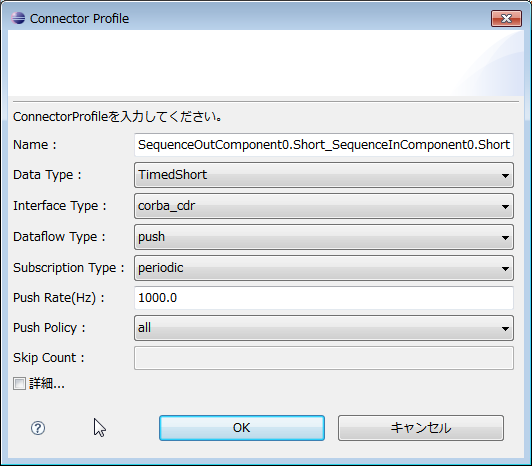 Connector Profile
ConnectorProfileを入力してください。
Name : SequenceOutComponent0.Short_SequenceInComponent0.Short
Data Type : TimedShort
Interface Type : corba_cdr
Dataflow Type : push
Subscription Type : periodic
Push Rate(Hz) : 1000.0
Push Policy : all
Skip Count :
詳細...
OK キャンセル